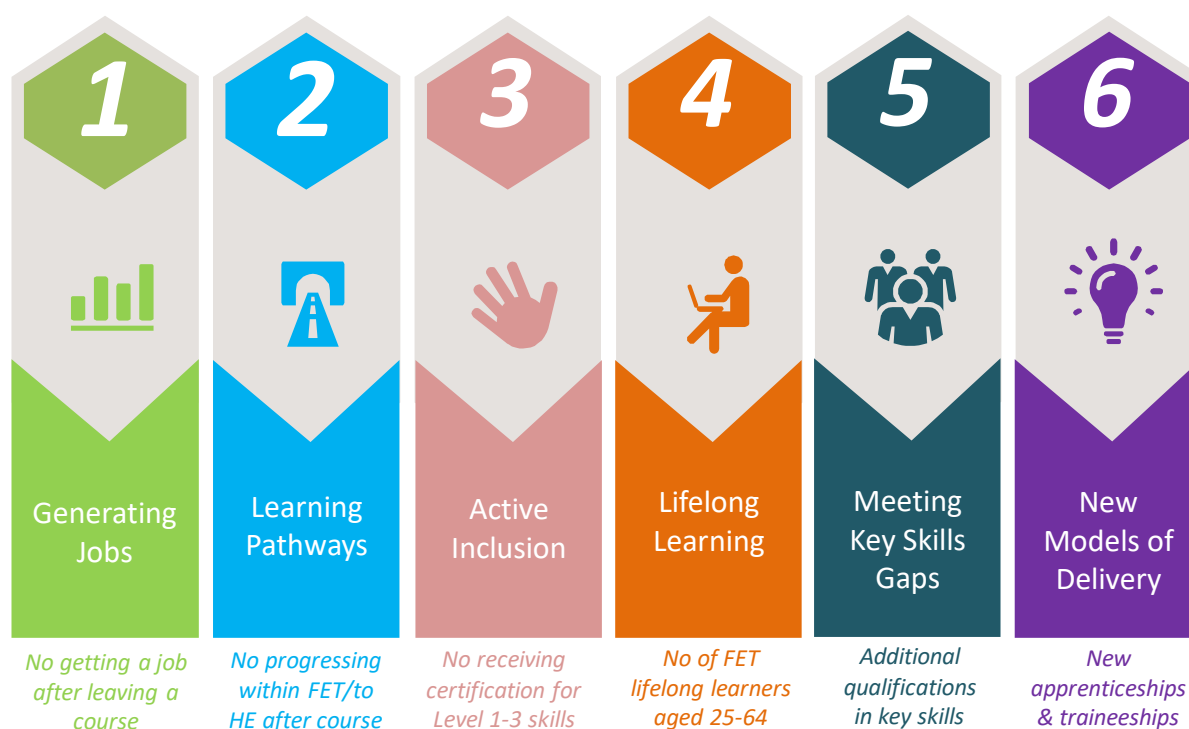 1
2
3
4
5
6
Generating
Jobs
Learning
Pathways
Active
Inclusion
Lifelong
Learning
Meeting
Key Skills
Gaps
New
Models of
Delivery
No getting a job
after leaving a
course
No progressing
within FET/to
HE after course
No receiving
certification for
Level 1-3 skills
No of FET
lifelong learners
aged 25-64
Additional
qualifications
in key skills
New
apprenticeships
& traineeships